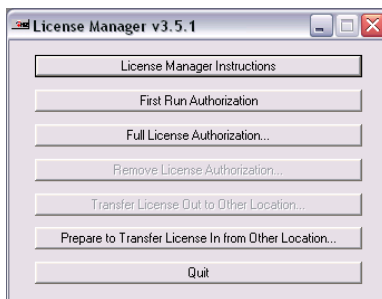 License Manager v3.5.1
License Manager Instructions
First Run Authorization
Full License Authorization...
Remove License Authorization...
Transfer License Out to Other Location...
Prepare to Transfer License In from Other Location...
Quit